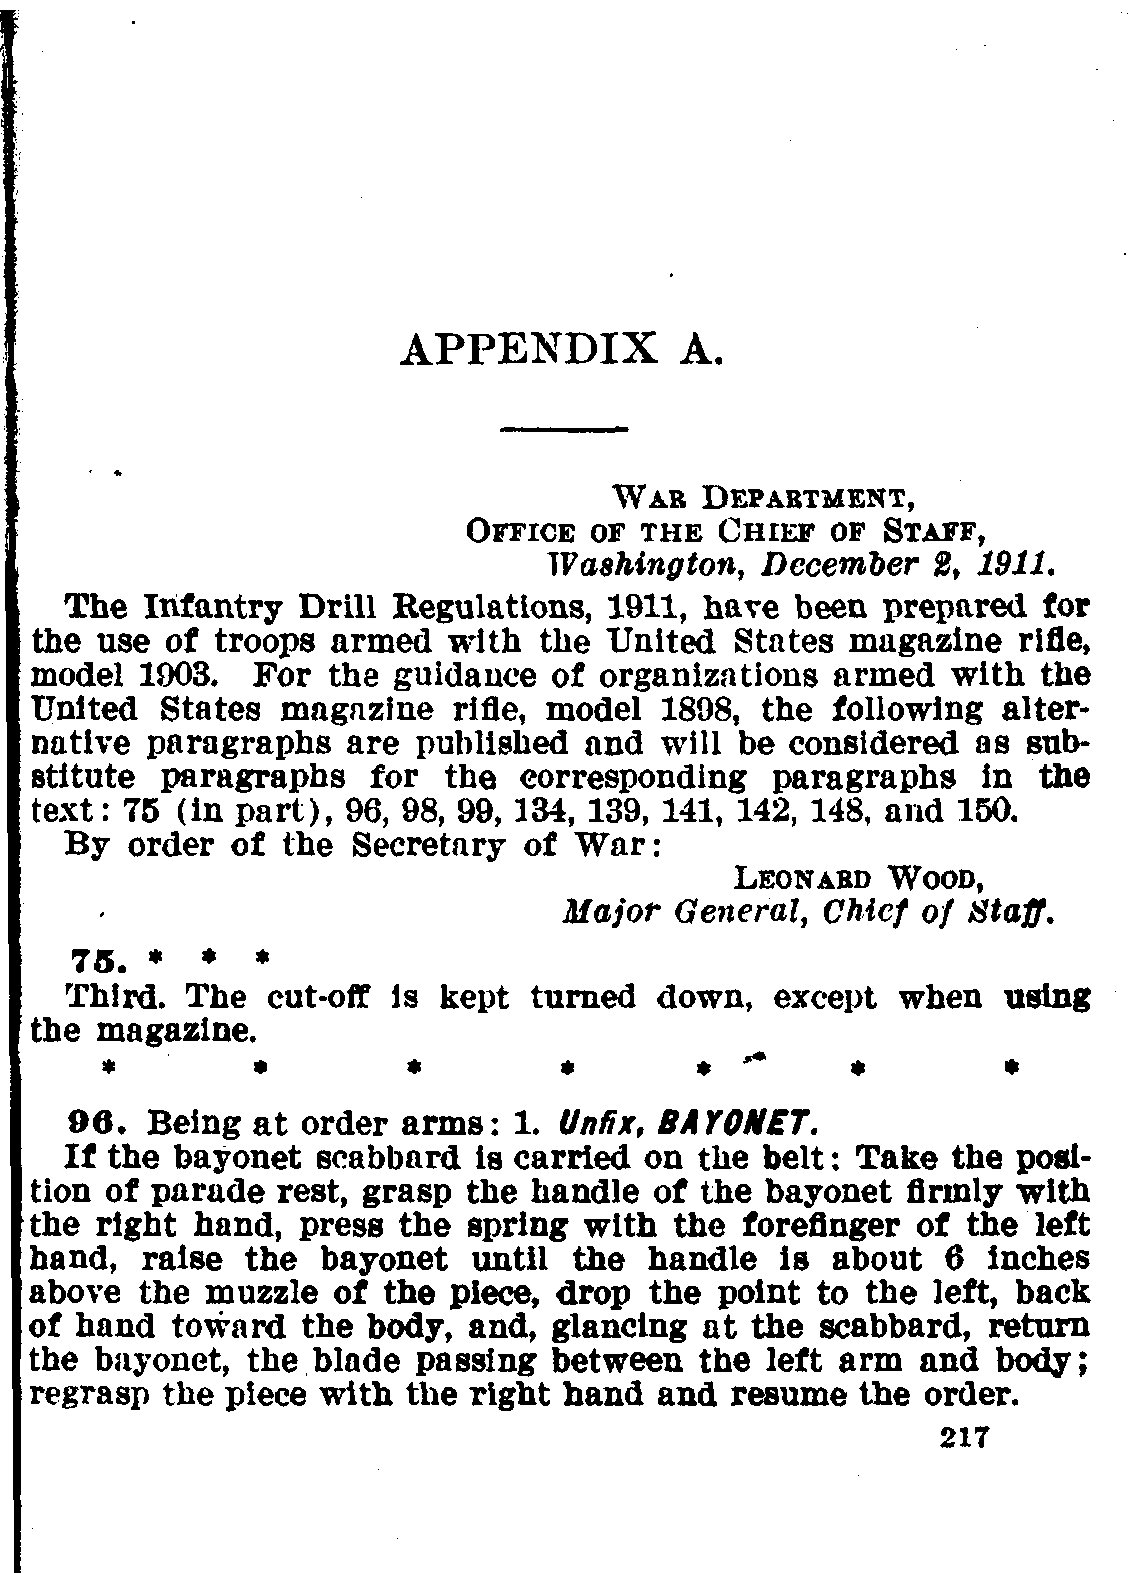 APPENDIX A.
WAR DEPARTMENT,
OFFICE OF THE CHIEF OF STAFF,
Washington, December 2, 1911.
The Infantry Drill Regulations, 1911, have been prepared for
the use of troops armed with the United States magazine rifle,
model 1903. For the guidance of organizations armed with the
United States magazine rifle, model 1898, the following alter-
native paragraphs are published and will be considered as sub-
stitute paragraphs for the corresponding paragraphs in the
text: 75 (in part), 96, 98, 99, 134, 139, 141, 142, 148, and 150.
By order of the Secretary of War:
LEONARD WOOD,
Major General, Chief of Staff.
75. * * *
Third. The cut-off is kept turned down, except when using
the magazine.
* * * * * * *
96. Being at order arms: 1. Unfix, BAYONET.
If the bayonet scabbard is carried on the belt: Take the posi-
tion of parade rest, grasp the handle of the bayonet firmly with
the right hand, press the spring with the forefinger of the left
hand, raise the bayonet until the handle is about 6 inches
above the muzzle of the piece, drop the point to the left, back
of hand toward the body, and, glancing at the scabbard, return
the bayonet, the blade passing between the left arm and body;
regrasp the piece with the right hand and resume the order.
217